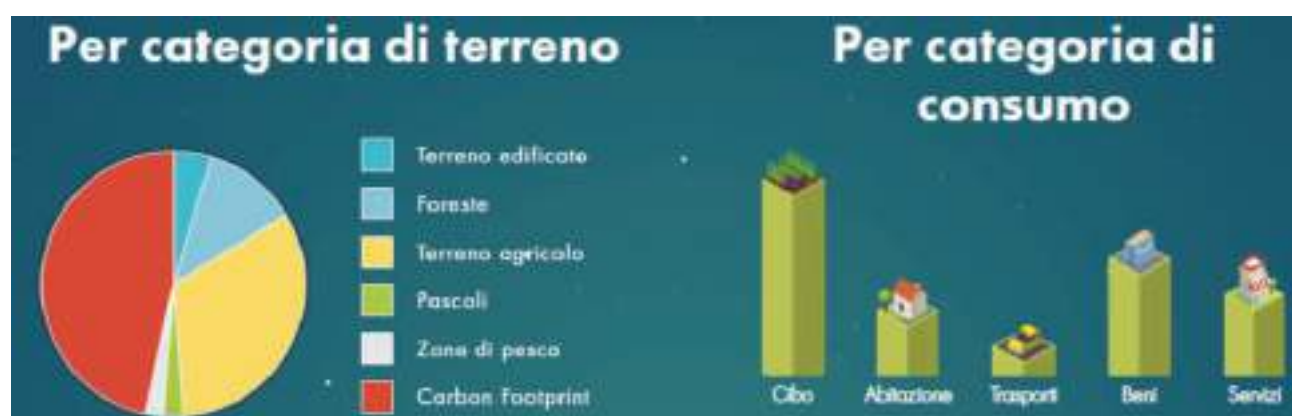 Per categoria di terreno
Terreno edificato
Foreste
Terreno agricolo
Pascoli
Zone di pesca
Carbon Footprint
Per categoria di
consumo
Cibo
Abitazione
Trasporti
Beni
Servizi